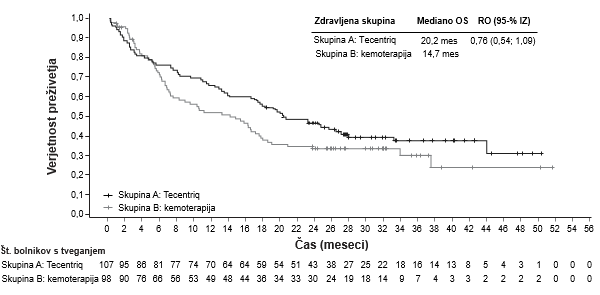 Zdravljena skupina Mediano OS RO (95-% IZ)
Skupina A: Tecentriq 20,2 mes 0,76 (0,54; 1,09)
Skupina B: kemoterapija 14,7 mes
Verjetnost preživetja
1,0
0,9
0,8
0,7
0,6
0,5
0,4
0,3
0,2
0,1
0,0
Skupina A: Tecentriq
Skupina B: kemoterapija
0 2 4 6 8 10 12 14 16 18 20 22 24 26 28 30 32 34 36 38 40 42 44 46 48 50 52 54 56
Čas (meseci)
Št. bolnikov s tveganjem
Skupina A: Tecentriq 107 95 86 81 77 74 70 64 64 59 54 51 43 38 27 25 22 18 16 14 13 8 5 4 3 1 0 0 0
Skupina B: kemoterapija 98 90 76 66 56 53 49 48 44 36 34 33 30 24 19 18 14 9 7 4 3 3 2 2 2 2 0 0 0